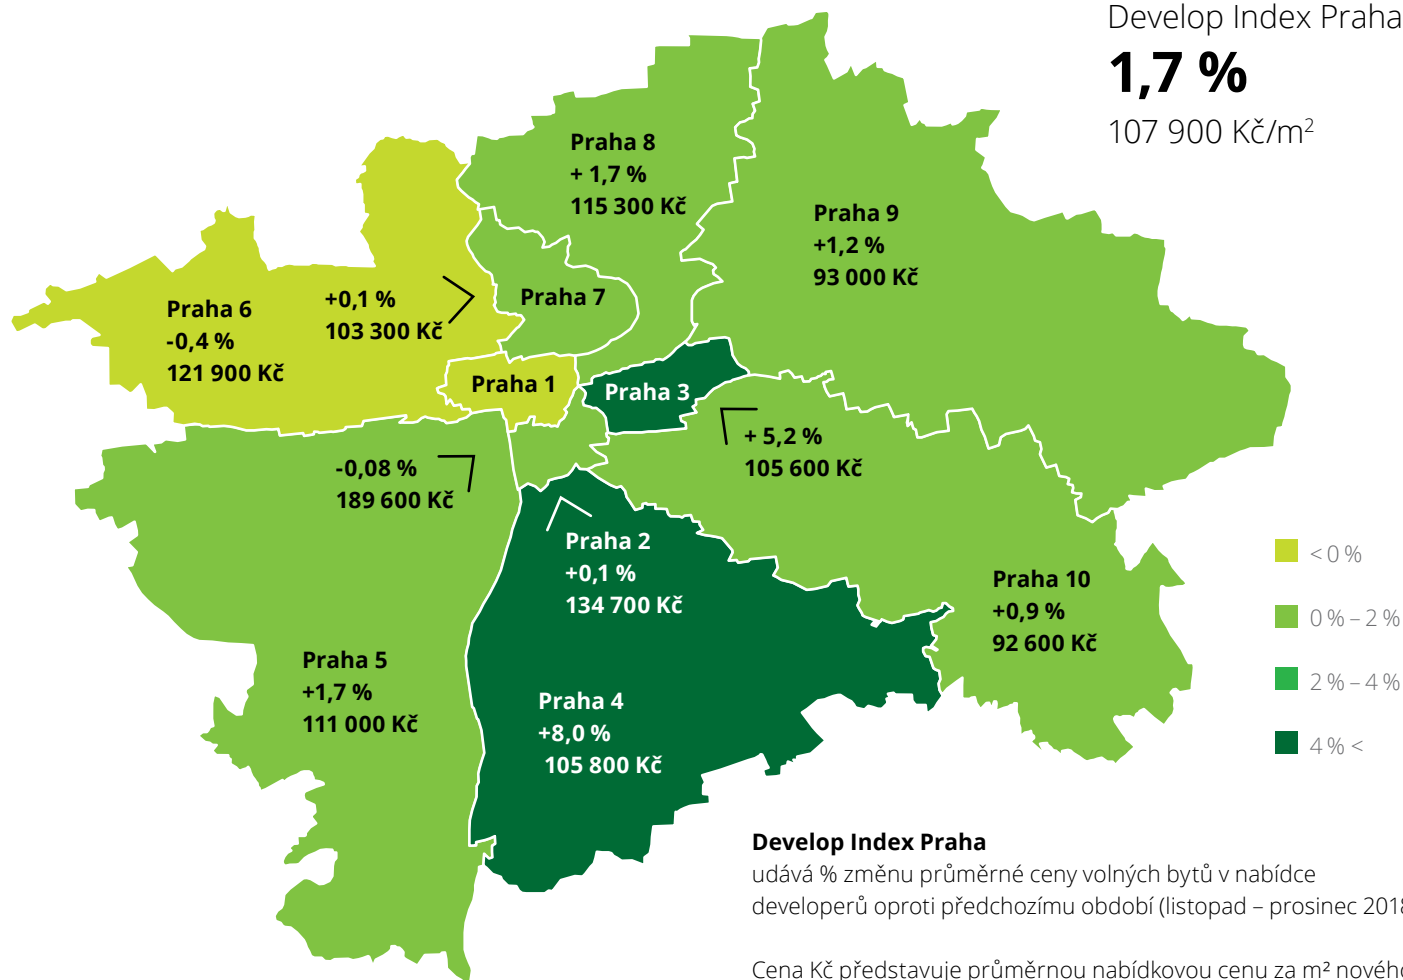 Develop Index Praha
1,7 %
107 900 Kč/m²
Praha 8
+ 1,7 %
115 300 Kč
Praha 9
+1,2 %
93 000 Kč
Praha 6
-0,4 %
121 900 Kč
+0,1 %
103 300 Kč
Praha 7
Praha 1
Praha 3
+ 5,2 %
105 600 Kč
-0,08 %
189 600 Kč
Praha 2
+0,1 %
134 700 Kč
Praha 10
+0,9 %
92 600 Kč
Praha 5
+1,7 %
111 000 Kč
Praha 4
+8,0 %
105 800 Kč
< 0 %
0 % – 2 %
2 % – 4 %
4 % <
Develop Index Praha
udává % změnu průměrné ceny volných bytů v nabídce
developerů oproti předchozímu období (listopad – prosinec 2018
Cena Kč představuje průměrnou nabídkovou cenu za m² nového